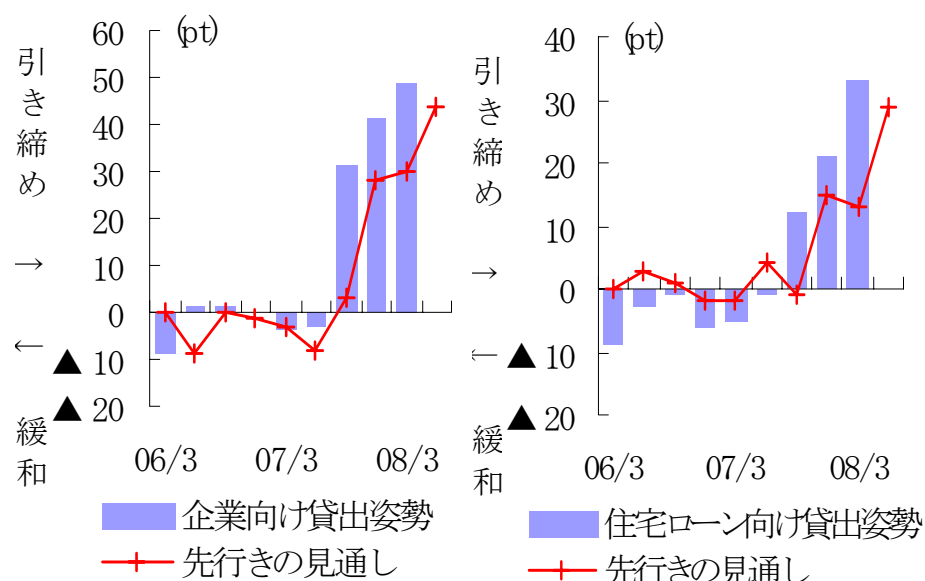 (pt)
60
50
40
30
20
10
0
▲ 10
▲ 20
引き締め
→
←
緩和
06/3 07/3 08/3
企業向け貸出姿勢
先行きの見通し
(pt)
40
30
20
10
0
▲ 10
▲ 20
引き締め
→
←
緩和
06/3 07/3 08/3
住宅ローン向け貸出姿勢
先行きの見通し